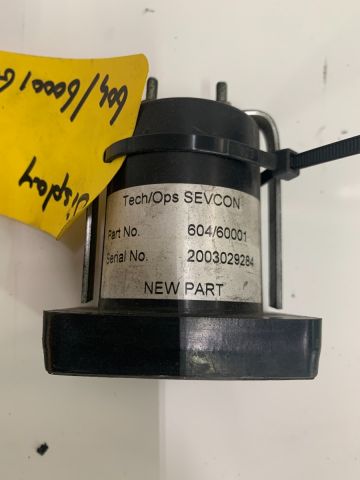 604/60001 G
display
Tech/Ops SEVCON
Part No. 604/60001
Serial No. 2003029284
NEW PART